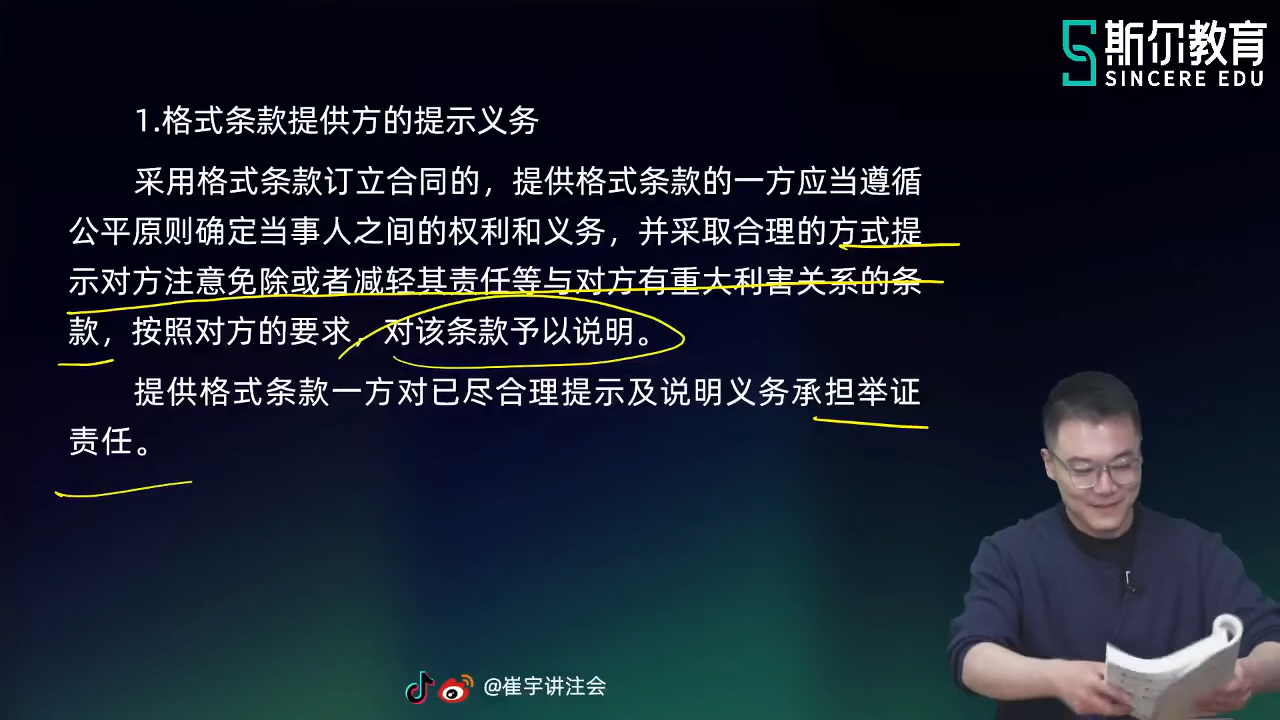 斯尔教育
SINCERE EDU
1.格式条款提供方的提示义务
采用格式条款订立合同的，提供格式条款的一方应当遵循
公平原则确定当事人之间的权利和义务，并采取合理的方式提
示对方注意免除或者减轻其责任等与对方有重大利害关系的条
款，按照对方的要求，对该条款予以说明。
提供格式条款一方对已尽合理提示及说明义务承担举证
责任。
@崔宇讲注会